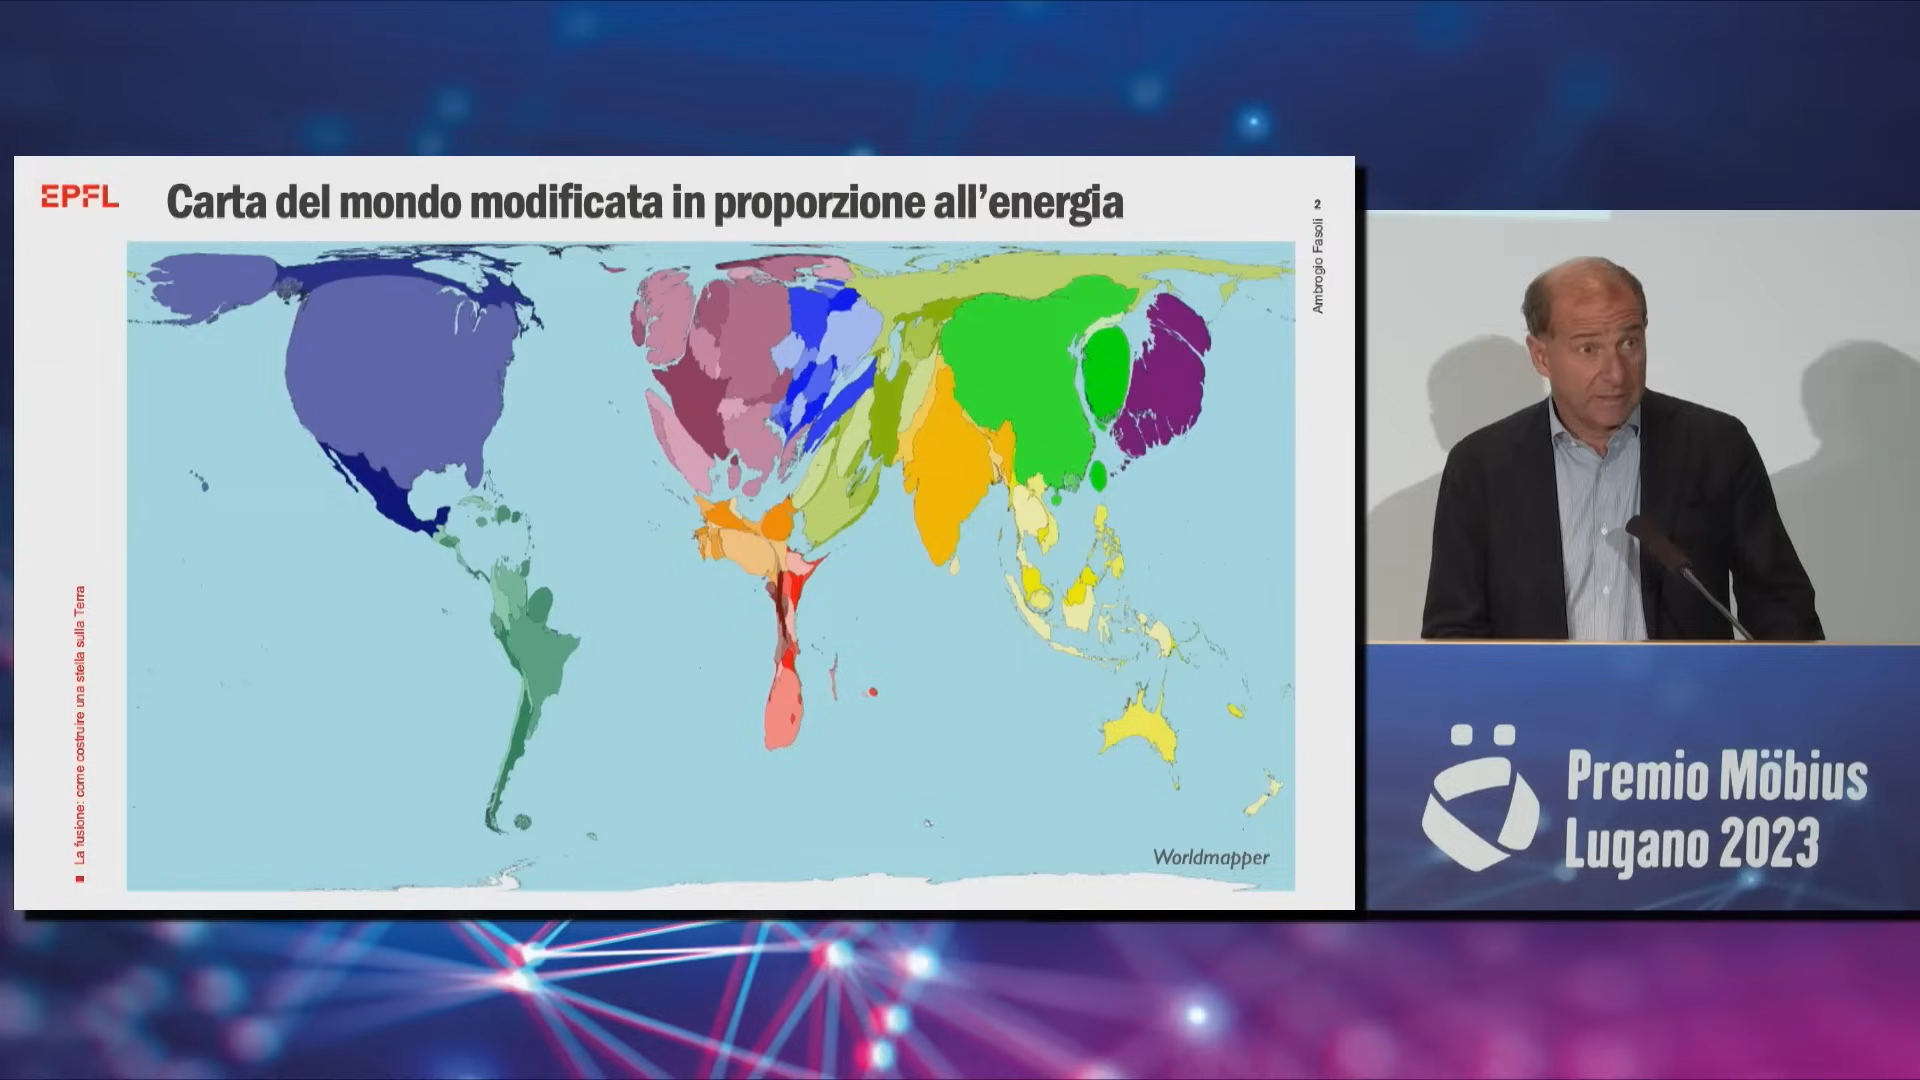 EPFL
Carta del mondo modificata in proporzione all’energia
2
Ambrogio Fasoli
La fusione: come costruire una stella sulla Terra
Worldmapper
Premio Möbius
Lugano 2023